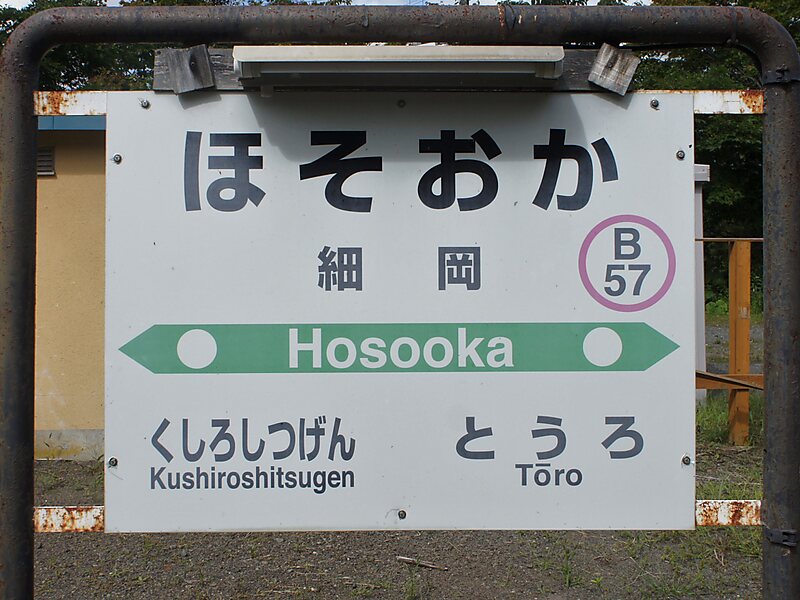 ほそおか
細岡
B
57
Hosooka
くしろしつげん とうろ
Kushiroshitsugen Tōro